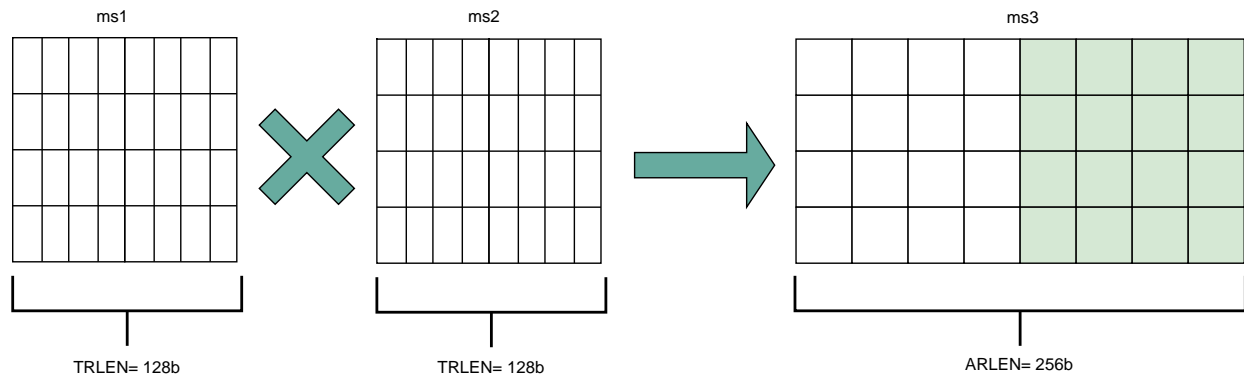 ms1
ms2
ms3
TRLEN= 128b
TRLEN= 128b
ARLEN= 256b